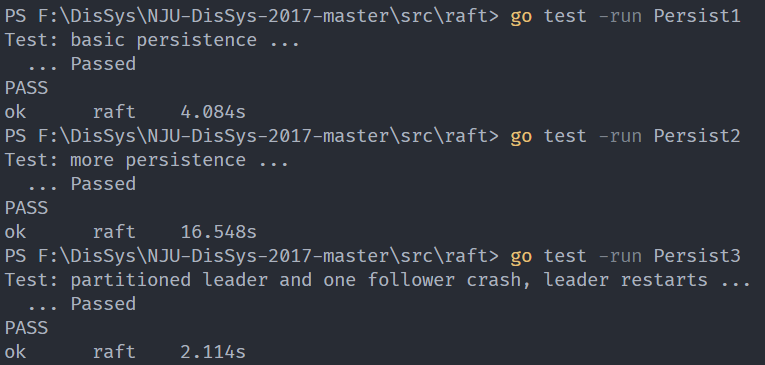 PS F:\DisSys\NJU-DisSys-2017-master\src\raft> go test -run Persist1
Test: basic persistence ...
  ... Passed
PASS
ok      raft    4.084s
PS F:\DisSys\NJU-DisSys-2017-master\src\raft> go test -run Persist2
Test: more persistence ...
  ... Passed
PASS
ok      raft    16.548s
PS F:\DisSys\NJU-DisSys-2017-master\src\raft> go test -run Persist3
Test: partitioned leader and one follower crash, leader restarts ...
  ... Passed
PASS
ok      raft    2.114s